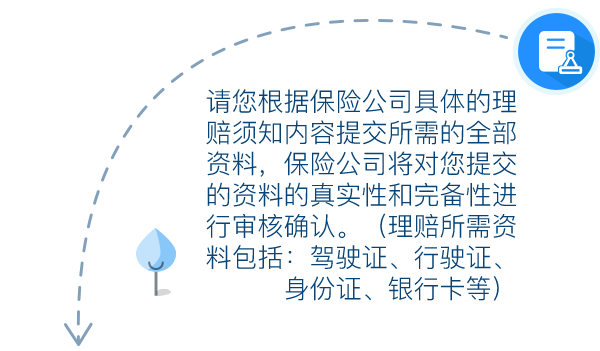 请您根据保险公司具体的理
赔须知内容提交所需的全部
资料，保险公司将对您提交
的资料的真实性和完备性进
行审核确认。（理赔所需资
料包括：驾驶证、行驶证、
身份证、银行卡等）